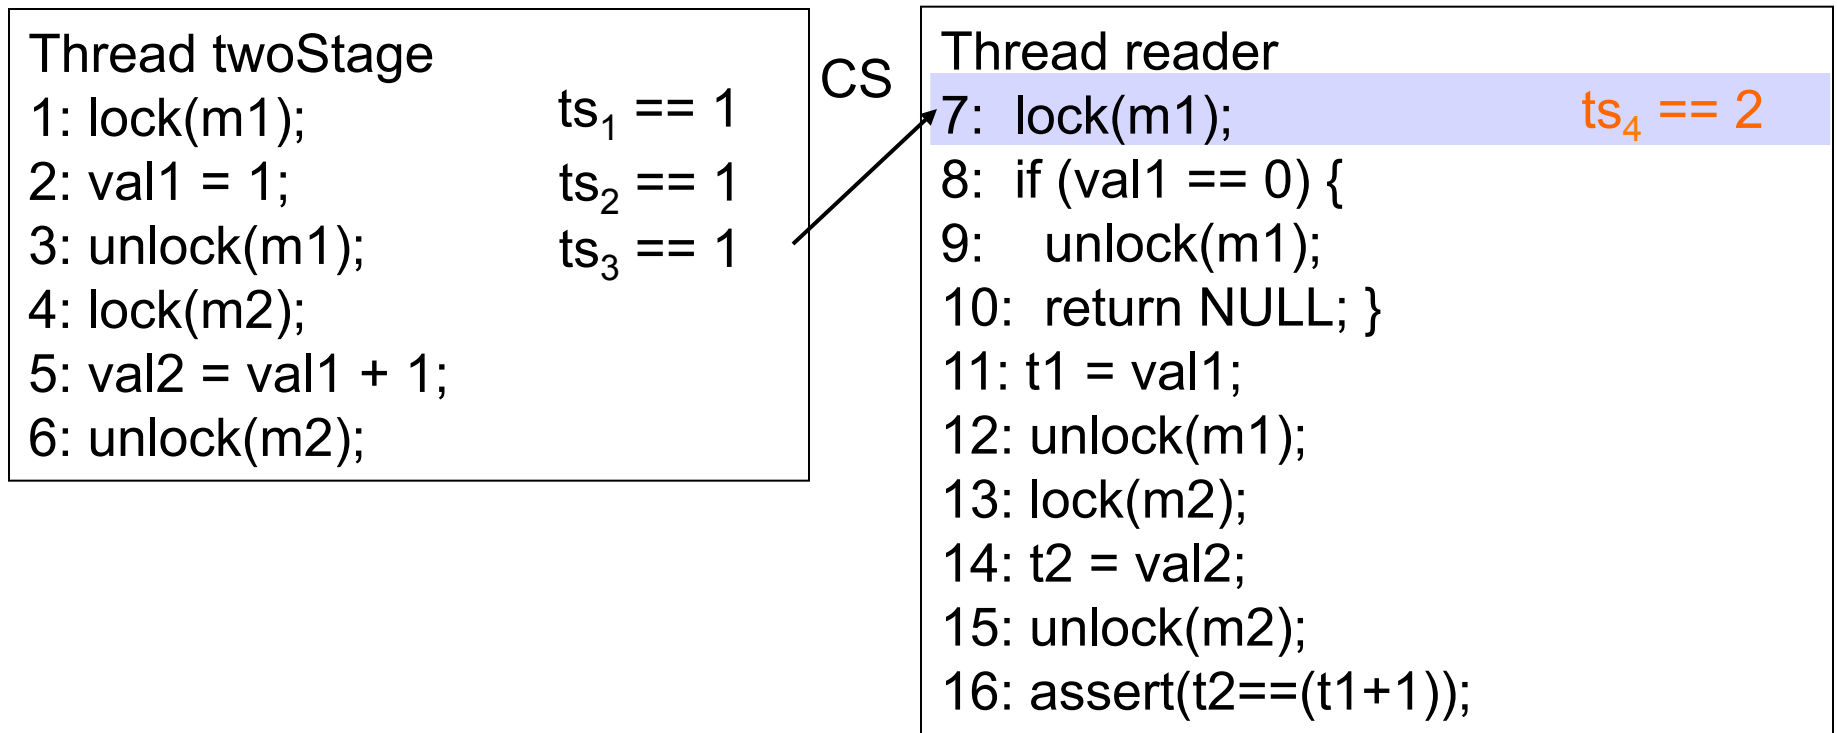 Thread twoStage
1: lock(m1); ts₁ == 1
2: val1 = 1; ts₂ == 1
3: unlock(m1); ts₃ == 1
4: lock(m2);
5: val2 = val1 + 1;
6: unlock(m2);
CS
Thread reader
7: lock(m1); ts₄ == 2
8: if (val1 == 0) {
9: unlock(m1);
10: return NULL; }
11: t1 = val1;
12: unlock(m1);
13: lock(m2);
14: t2 = val2;
15: unlock(m2);
16: assert(t2==(t1+1));